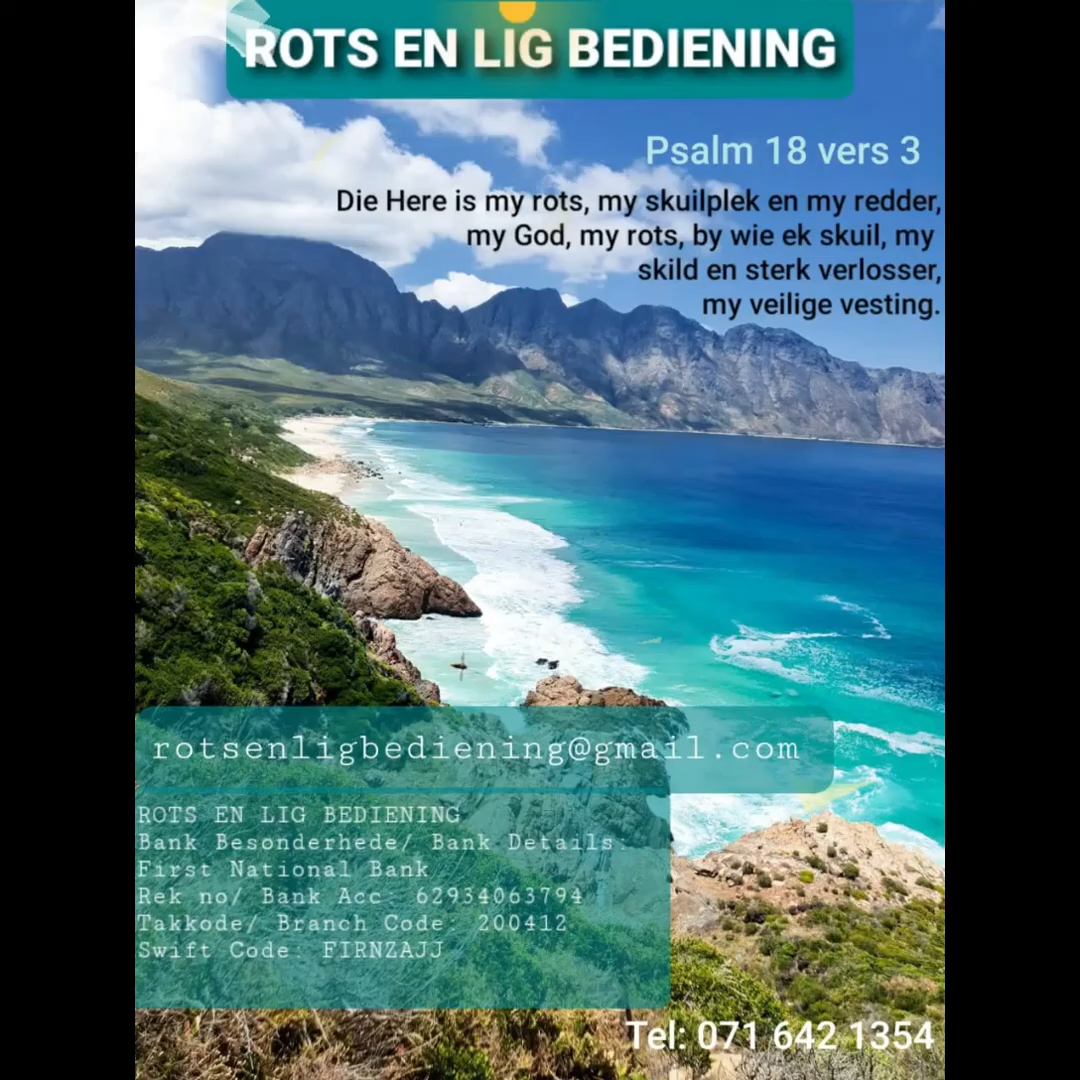 ROTS EN LIG BEDIENING
Psalm 18 vers 3
Die Here is my rots, my skuilplek en my redder,
my God, my rots, by wie ek skuil, my
skild en sterk verlosser,
my veilige vesting.
rotsenligbediening@gmail.com
ROTS EN LIG BEDIENING
Bank Besonderhede/ Bank Details:
First National Bank
Rek no/ Bank Acc: 62934063794
Takkode/ Branch Code: 200412
Swift Code: FIRNZAJJ
Tel: 071 642 1354